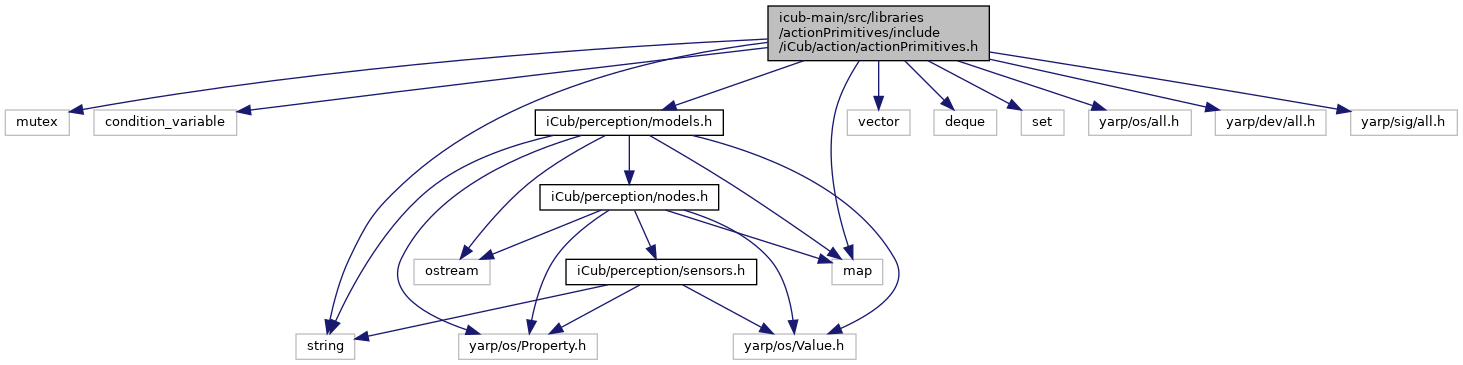 icub-main/src/libraries
/actionPrimitives/include
/iCub/action/actionPrimitives.h
mutex
condition_variable
iCub/perception/models.h
vector
deque
set
yarp/os/all.h
yarp/dev/all.h
yarp/sig/all.h
iCub/perception/nodes.h
ostream
iCub/perception/sensors.h
map
string
yarp/os/Property.h
yarp/os/Value.h